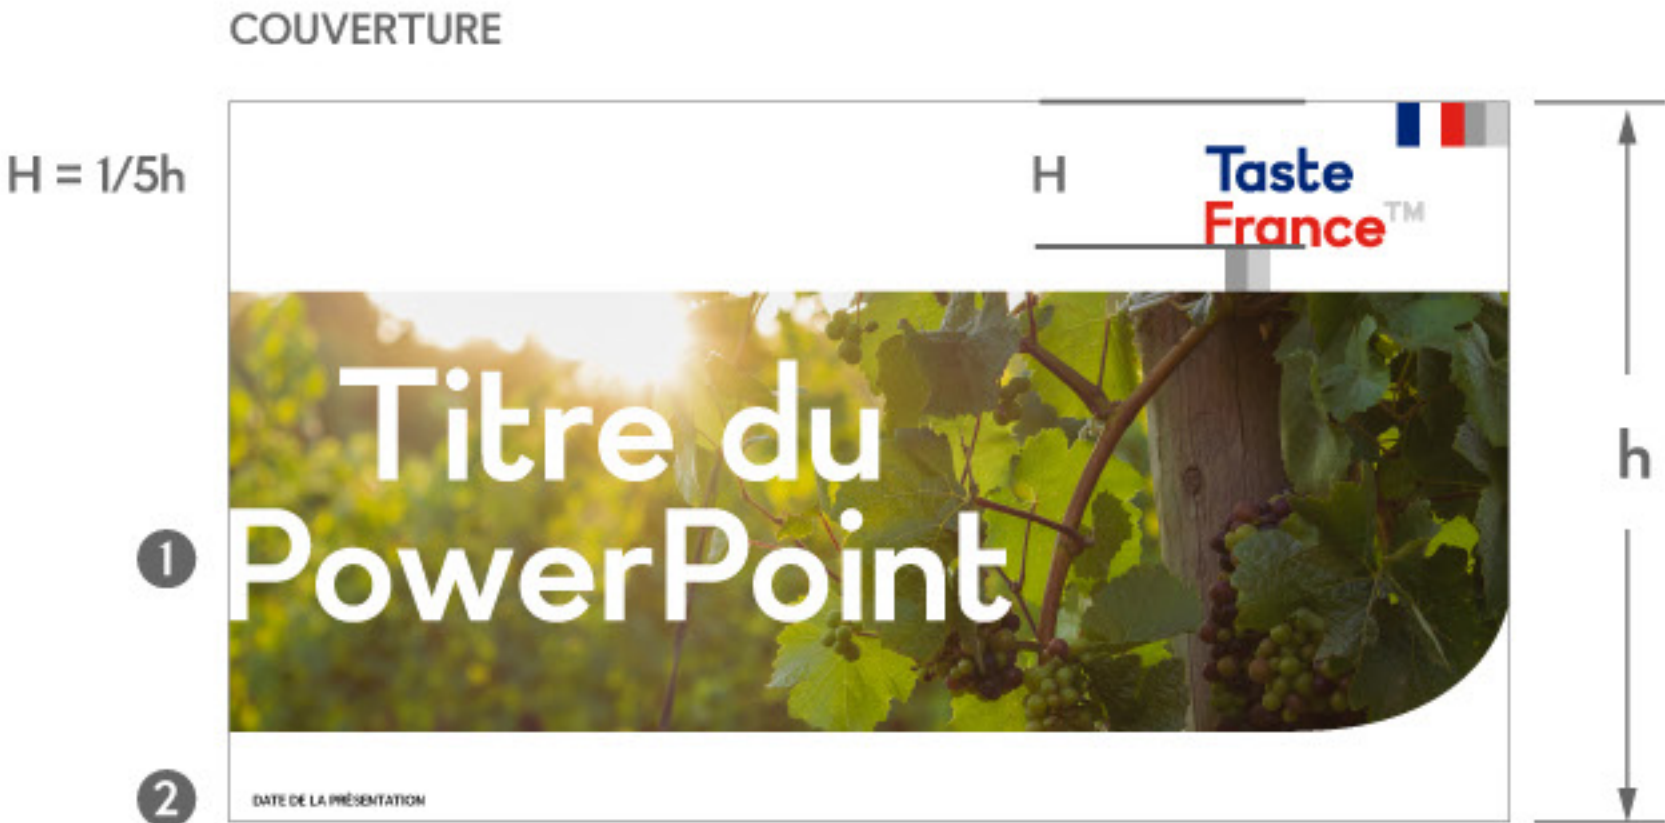 COUVERTURE
H = 1/5h
H
Taste
France™
h
Titre du
1
PowerPoint
2
DATE DE LA PRÉSENTATION